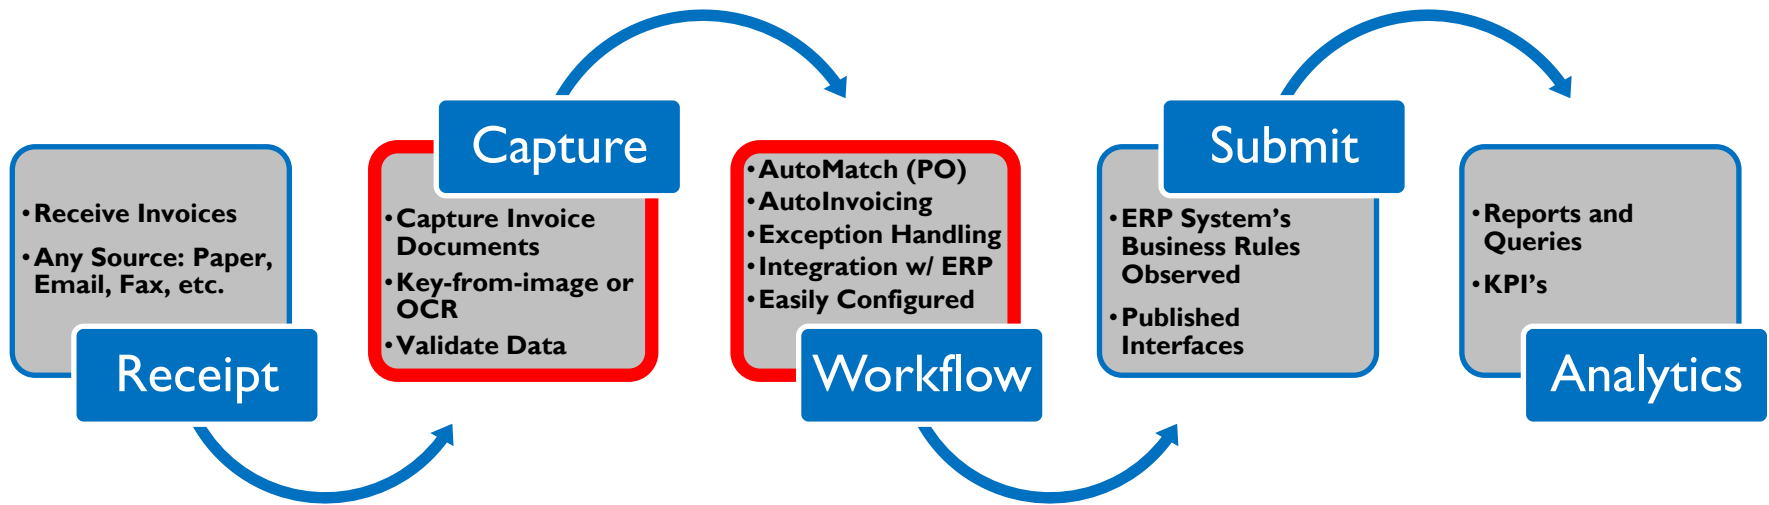 • Receive Invoices
• Any Source: Paper,
Email, Fax, etc.
Receipt
Capture
• Capture Invoice
Documents
• Key-from-image or
OCR
• Validate Data
• AutoMatch (PO)
• AutoInvoicing
• Exception Handling
• Integration w/ ERP
• Easily Configured
Workflow
Submit
• ERP System’s
Business Rules
Observed
• Published
Interfaces
• Reports and
Queries
• KPI’s
Analytics